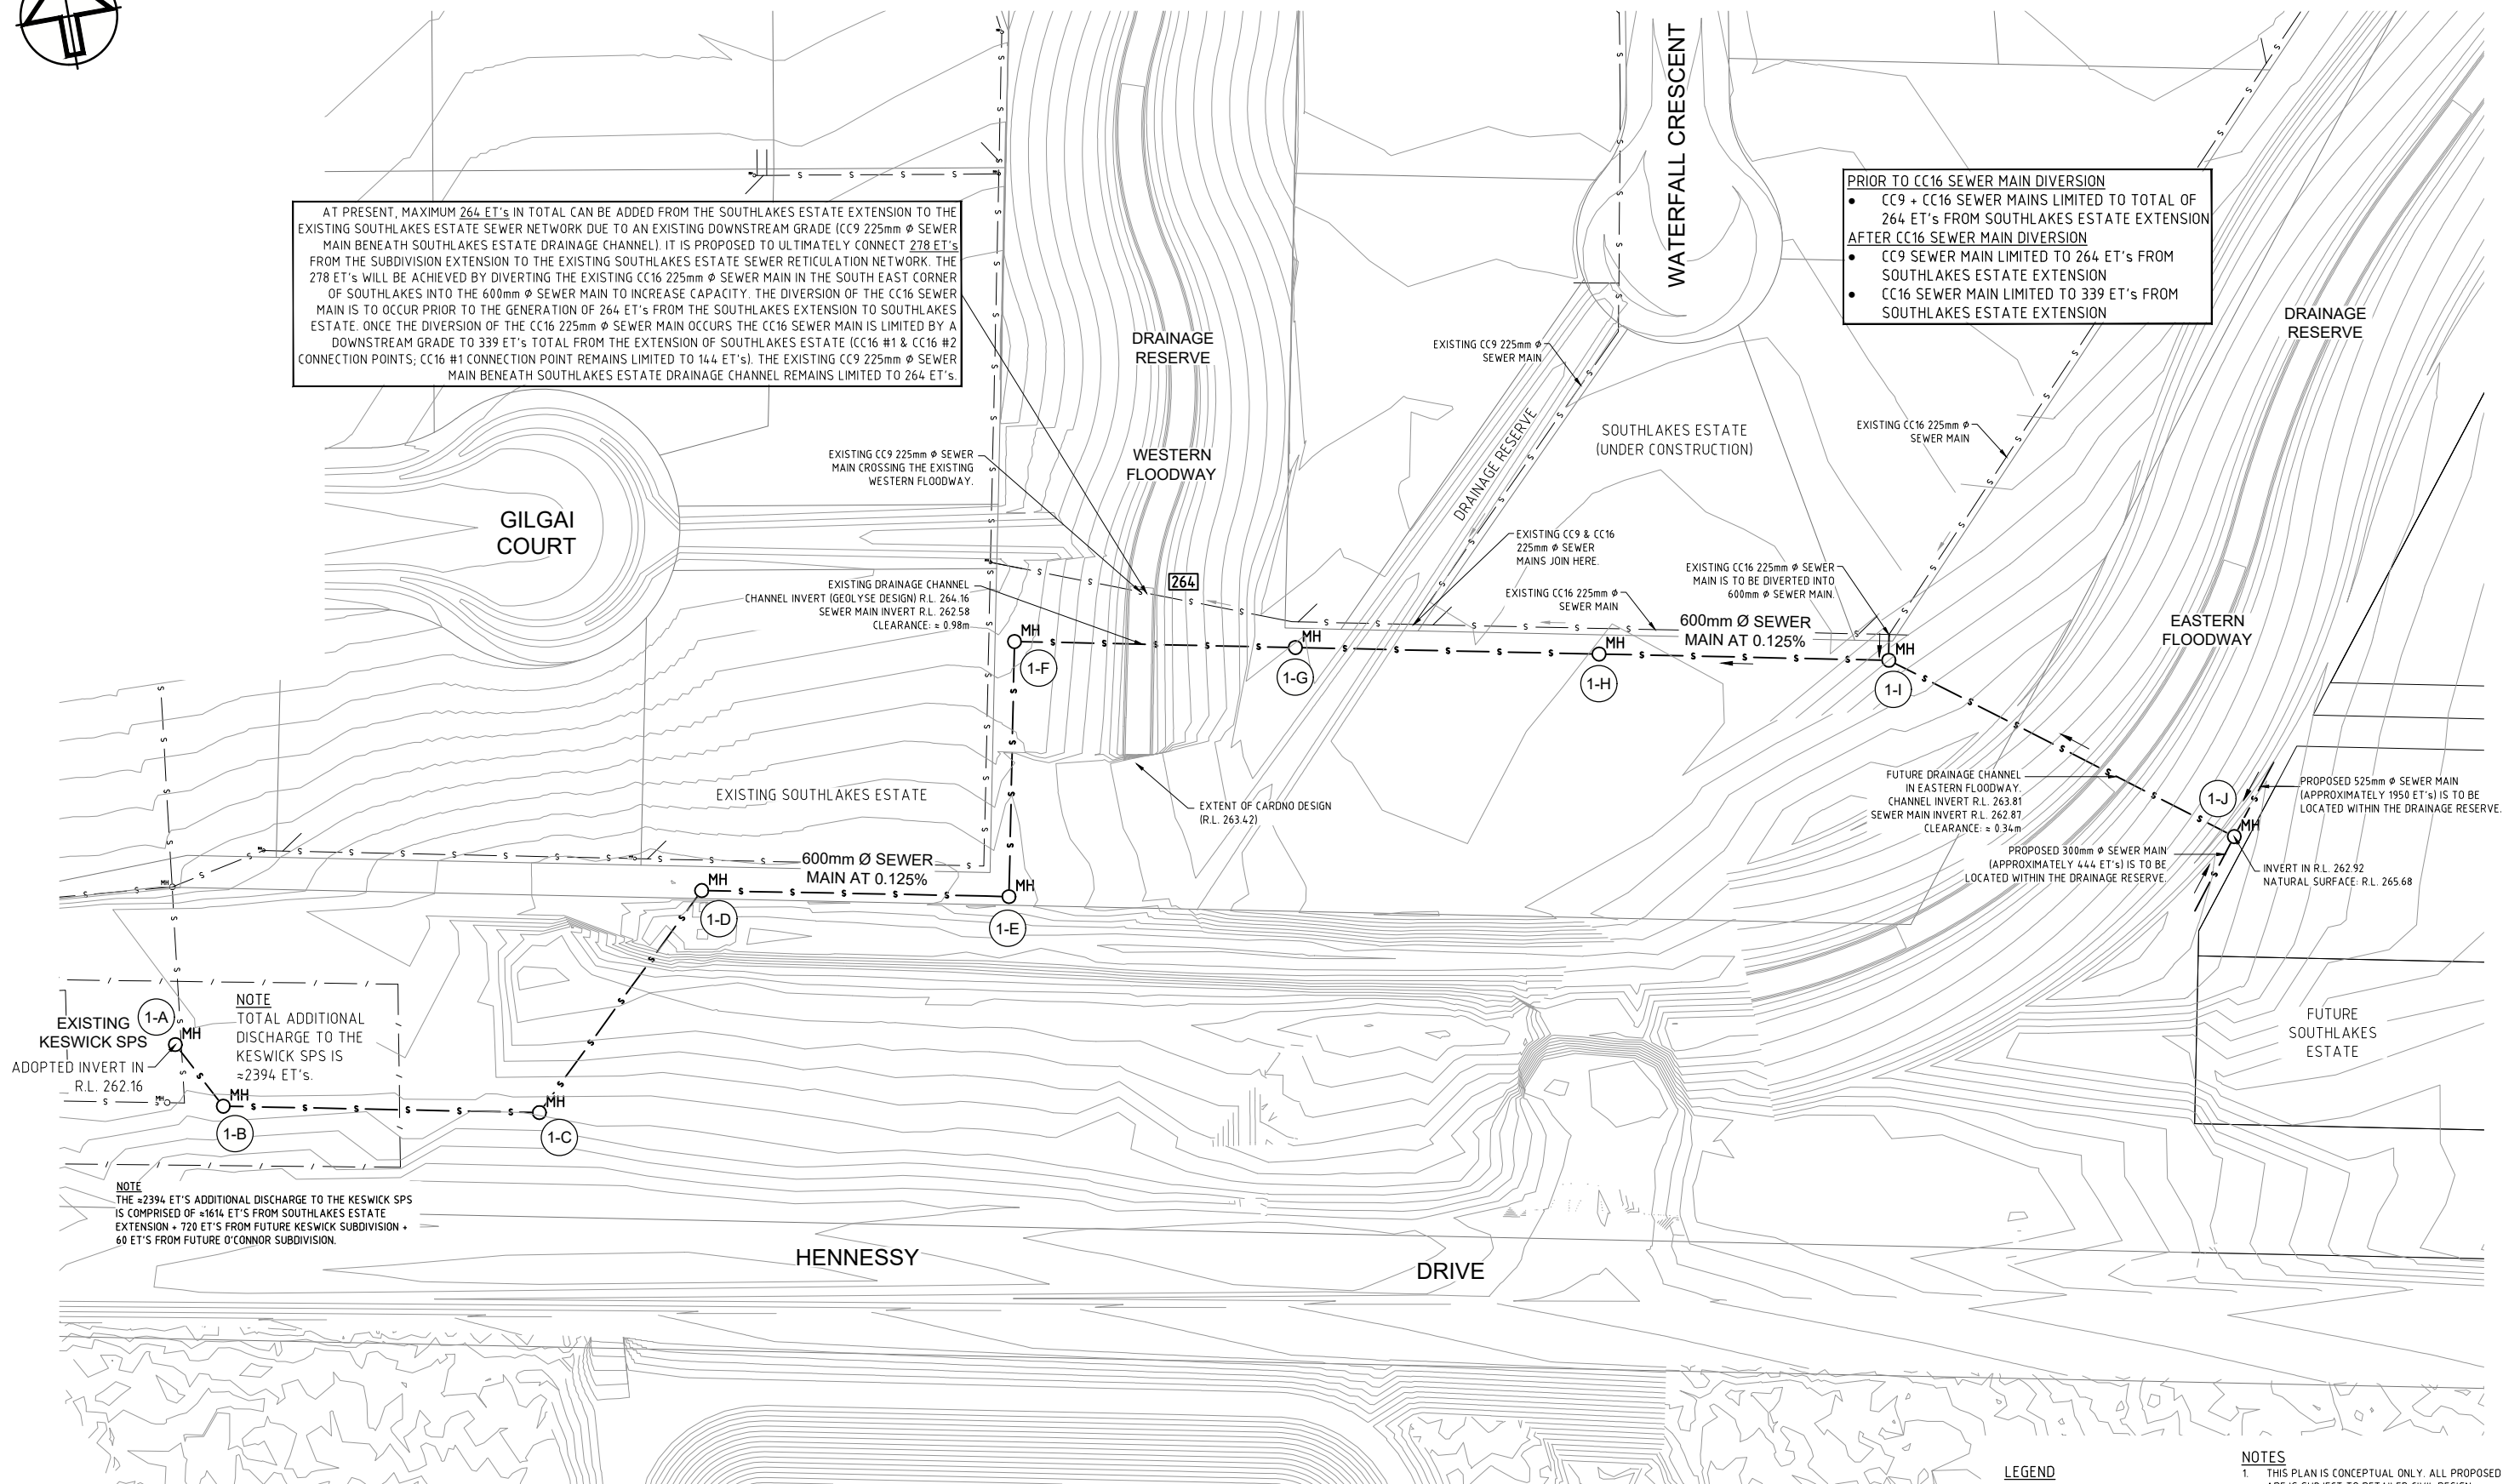 WATERFALL CRESCENT
AT PRESENT, MAXIMUM 264 ET's IN TOTAL CAN BE ADDED FROM THE SOUTHLAKES ESTATE EXTENSION TO THE
EXISTING SOUTHLAKES ESTATE SEWER NETWORK DUE TO AN EXISTING DOWNSTREAM GRADE (CC9 225mm Ø SEWER
MAIN BENEATH SOUTHLAKES ESTATE DRAINAGE CHANNEL). IT IS PROPOSED TO ULTIMATELY CONNECT 278 ET's
FROM THE SUBDIVISION EXTENSION TO THE EXISTING SOUTHLAKES ESTATE SEWER RETICULATION NETWORK. THE
278 ET's WILL BE ACHIEVED BY DIVERTING THE EXISTING CC16 225mm Ø SEWER MAIN IN THE SOUTH EAST CORNER
OF SOUTHLAKES INTO THE 600mm Ø SEWER MAIN TO INCREASE CAPACITY. THE DIVERSION OF THE CC16 SEWER
MAIN IS TO OCCUR PRIOR TO THE GENERATION OF 264 ET's FROM THE SOUTHLAKES EXTENSION TO SOUTHLAKES
ESTATE. ONCE THE DIVERSION OF THE CC16 225mm Ø SEWER MAIN OCCURS THE CC16 SEWER MAIN IS LIMITED BY A
DOWNSTREAM GRADE TO 339 ET's TOTAL FROM THE EXTENSION OF SOUTHLAKES ESTATE (CC16 #1 & CC16 #2
CONNECTION POINTS; CC16 #1 CONNECTION POINT REMAINS LIMITED TO 144 ET's). THE EXISTING CC9 225mm Ø SEWER
MAIN BENEATH SOUTHLAKES ESTATE DRAINAGE CHANNEL REMAINS LIMITED TO 264 ET's.
PRIOR TO CC16 SEWER MAIN DIVERSION
• CC9 + CC16 SEWER MAINS LIMITED TO TOTAL OF
264 ET's FROM SOUTHLAKES ESTATE EXTENSION
AFTER CC16 SEWER MAIN DIVERSION
• CC9 SEWER MAIN LIMITED TO 264 ET's FROM
SOUTHLAKES ESTATE EXTENSION
• CC16 SEWER MAIN LIMITED TO 339 ET's FROM
SOUTHLAKES ESTATE EXTENSION
DRAINAGE
RESERVE
DRAINAGE
RESERVE
EXISTING CC9 225mm Ø
SEWER MAIN
DRAINAGE RESERVE
SOUTHLAKES ESTATE
(UNDER CONSTRUCTION)
EXISTING CC16 225mm Ø
SEWER MAIN
EXISTING CC9 225mm Ø SEWER
MAIN CROSSING THE EXISTING
WESTERN FLOODWAY.
WESTERN
FLOODWAY
GILGAI
COURT
EXISTING CC9 & CC16
225mm Ø SEWER
MAINS JOIN HERE.
EXISTING DRAINAGE CHANNEL
CHANNEL INVERT (GEOLYSE DESIGN) R.L. 264.16
SEWER MAIN INVERT R.L. 262.58
CLEARANCE: ≈ 0.98m
264
EXISTING CC16 225mm Ø
SEWER MAIN
EXISTING CC16 225mm Ø SEWER
MAIN IS TO BE DIVERTED INTO
600mm Ø SEWER MAIN.
600mm Ø SEWER
MAIN AT 0.125%
EASTERN
FLOODWAY
MH
1-F
MH
1-G
MH
1-H
MH
1-I
EXISTING SOUTHLAKES ESTATE
EXTENT OF CARDNO DESIGN
(R.L. 263.42)
FUTURE DRAINAGE CHANNEL
IN EASTERN FLOODWAY.
CHANNEL INVERT R.L. 263.81
SEWER MAIN INVERT R.L. 262.87
CLEARANCE: ≈ 0.34m
1-J
MH
PROPOSED 525mm Ø SEWER MAIN
(APPROXIMATELY 1950 ET's) IS TO BE
LOCATED WITHIN THE DRAINAGE RESERVE.
PROPOSED 300mm Ø SEWER MAIN
(APPROXIMATELY 444 ET's) IS TO BE
LOCATED WITHIN THE DRAINAGE RESERVE.
INVERT IN R.L. 262.92
NATURAL SURFACE: R.L. 265.68
600mm Ø SEWER
MAIN AT 0.125%
MH
MH
1-D
MH
1-E
EXISTING
KESWICK SPS
1-A
MH
ADOPTED INVERT IN
R.L. 262.16
NOTE
TOTAL ADDITIONAL
DISCHARGE TO THE
KESWICK SPS IS
≈2394 ET's.
MH
MH
1-B
MH
1-C
FUTURE
SOUTHLAKES
ESTATE
NOTE
THE ≈2394 ET'S ADDITIONAL DISCHARGE TO THE KESWICK SPS
IS COMPRISED OF ≈1614 ET'S FROM SOUTHLAKES ESTATE
EXTENSION + 720 ET'S FROM FUTURE KESWICK SUBDIVISION +
60 ET'S FROM FUTURE O'CONNOR SUBDIVISION.
HENNESSY DRIVE
LEGEND
NOTES
1. THIS PLAN IS CONCEPTUAL ONLY. ALL PROPOSED